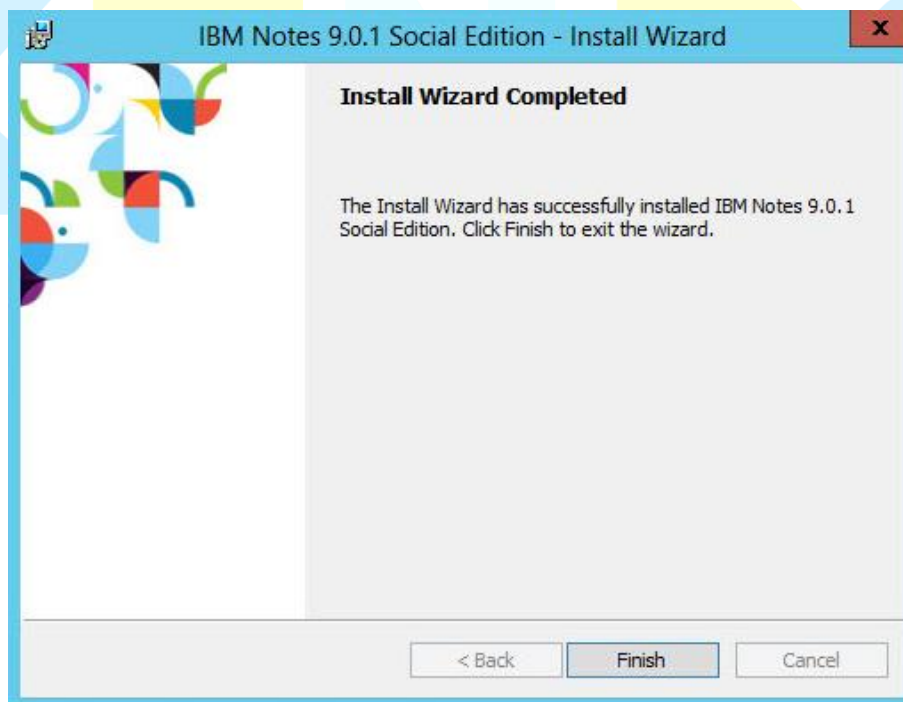 IBM Notes 9.0.1 Social Edition - Install Wizard
x
Install Wizard Completed
The Install Wizard has successfully installed IBM Notes 9.0.1
Social Edition. Click Finish to exit the wizard.
< Back Finish Cancel